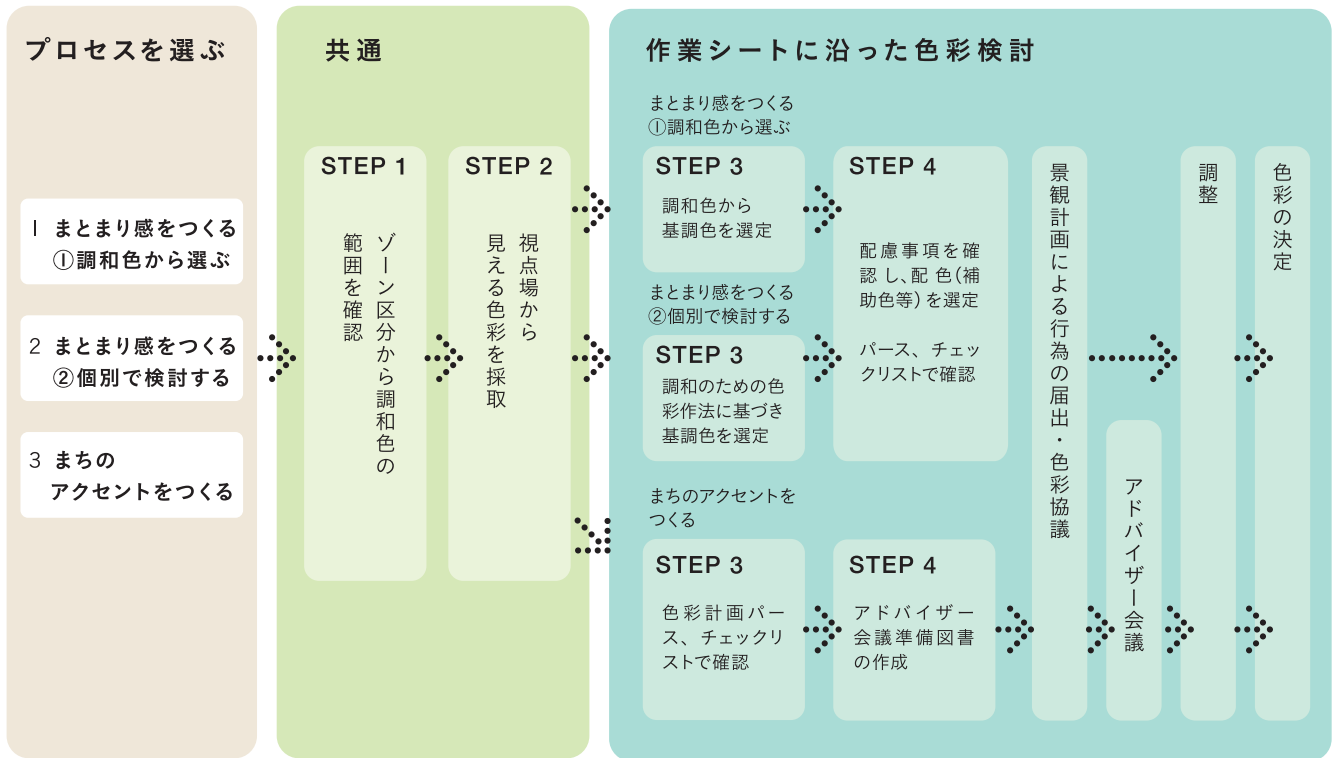 プロセスを選ぶ
1 まとまり感をつくる
①調和色から選ぶ
2 まとまり感をつくる
②個別で検討する
3 まちの
アクセントをつくる
共通
STEP 1
ゾーン区分から調和色の
範囲を確認
STEP 2
視点場から
見える色彩を採取
作業シートに沿った色彩検討
まとまり感をつくる
①調和色から選ぶ
STEP 3
調和色から
基調色を選定
まとまり感をつくる
②個別で検討する
STEP 3
調和のための色
彩作法に基づき
基調色を選定
STEP 4
配慮事項を確
認し、配色(補
助色等)を選定
パース、チェッ
クリストで確認
まちのアクセントを
つくる
STEP 3
色彩計画パー
ス、チェックリ
ストで確認
STEP 4
アドバイザー
会議準備図書
の作成
景観計画による行為の届出・色彩協議
アドバイザー会議
調整
色彩の決定